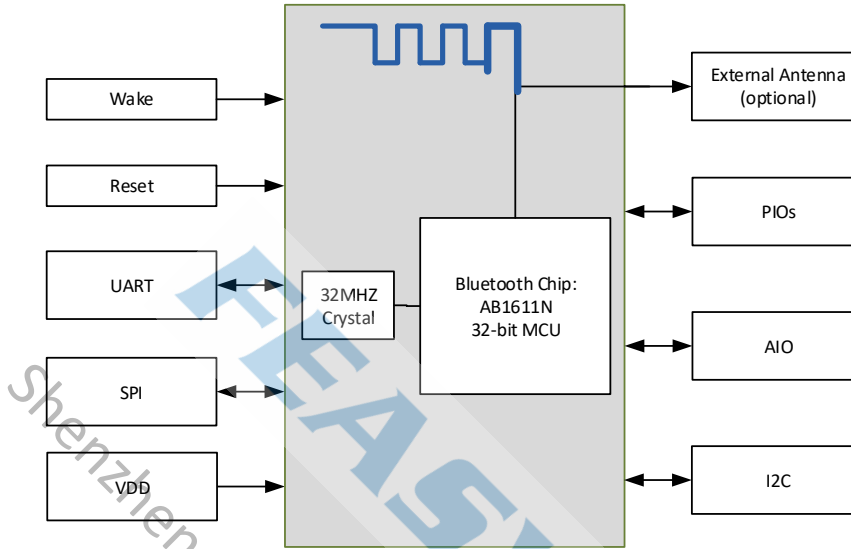 Wake
Reset
UART
SPI
VDD
32MHZ
Crystal
Bluetooth Chip:
AB1611N
32-bit MCU
External Antenna
(optional)
PIOs
AIO
I2C
Shenzhen
FEASY